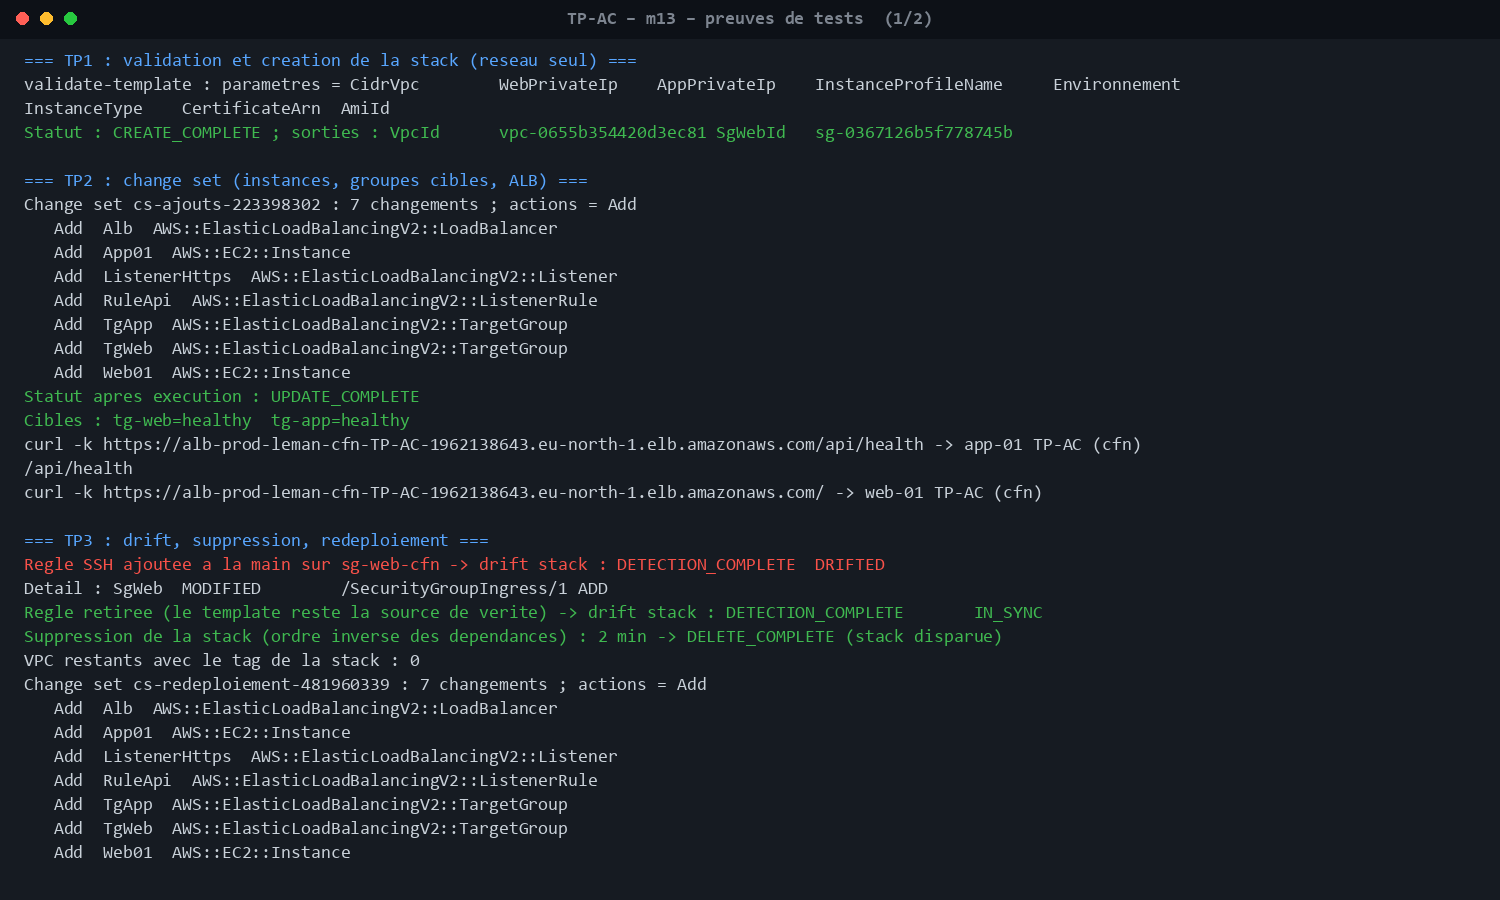 TP-AC – m13 – preuves de tests (1/2)
=== TP1 : validation et creation de la stack (reseau seul) ===
validate-template : parametres = CidrVpc WebPrivateIp AppPrivateIp InstanceProfileName Environnement
InstanceType CertificateArn AmiId
Statut : CREATE_COMPLETE ; sorties : VpcId vpc-0655b354420d3ec81 SgWebId sg-0367126b5f778745b
=== TP2 : change set (instances, groupes cibles, ALB) ===
Change set cs-ajouts-223398302 : 7 changements ; actions = Add
Add Alb AWS::ElasticLoadBalancingV2::LoadBalancer
Add App01 AWS::EC2::Instance
Add ListenerHttps AWS::ElasticLoadBalancingV2::Listener
Add RuleApi AWS::ElasticLoadBalancingV2::ListenerRule
Add TgApp AWS::ElasticLoadBalancingV2::TargetGroup
Add TgWeb AWS::ElasticLoadBalancingV2::TargetGroup
Add Web01 AWS::EC2::Instance
Statut apres execution : UPDATE_COMPLETE
Cibles : tg-web=healthy tg-app=healthy
curl -k https://alb-prod-leman-cfn-TP-AC-1962138643.eu-north-1.elb.amazonaws.com/api/health -> app-01 TP-AC (cfn)
/api/health
curl -k https://alb-prod-leman-cfn-TP-AC-1962138643.eu-north-1.elb.amazonaws.com/ -> web-01 TP-AC (cfn)
=== TP3 : drift, suppression, redeploiement ===
Regle SSH ajoutee a la main sur sg-web-cfn -> drift stack : DETECTION_COMPLETE DRIFTED
Detail : SgWeb MODIFIED /SecurityGroupIngress/1 ADD
Regle retiree (le template reste la source de verite) -> drift stack : DETECTION_COMPLETE IN_SYNC
Suppression de la stack (ordre inverse des dependances) : 2 min -> DELETE_COMPLETE (stack disparue)
VPC restants avec le tag de la stack : 0
Change set cs-redeploiement-481960339 : 7 changements ; actions = Add
Add Alb AWS::ElasticLoadBalancingV2::LoadBalancer
Add App01 AWS::EC2::Instance
Add ListenerHttps AWS::ElasticLoadBalancingV2::Listener
Add RuleApi AWS::ElasticLoadBalancingV2::ListenerRule
Add TgApp AWS::ElasticLoadBalancingV2::TargetGroup
Add TgWeb AWS::ElasticLoadBalancingV2::TargetGroup
Add Web01 AWS::EC2::Instance